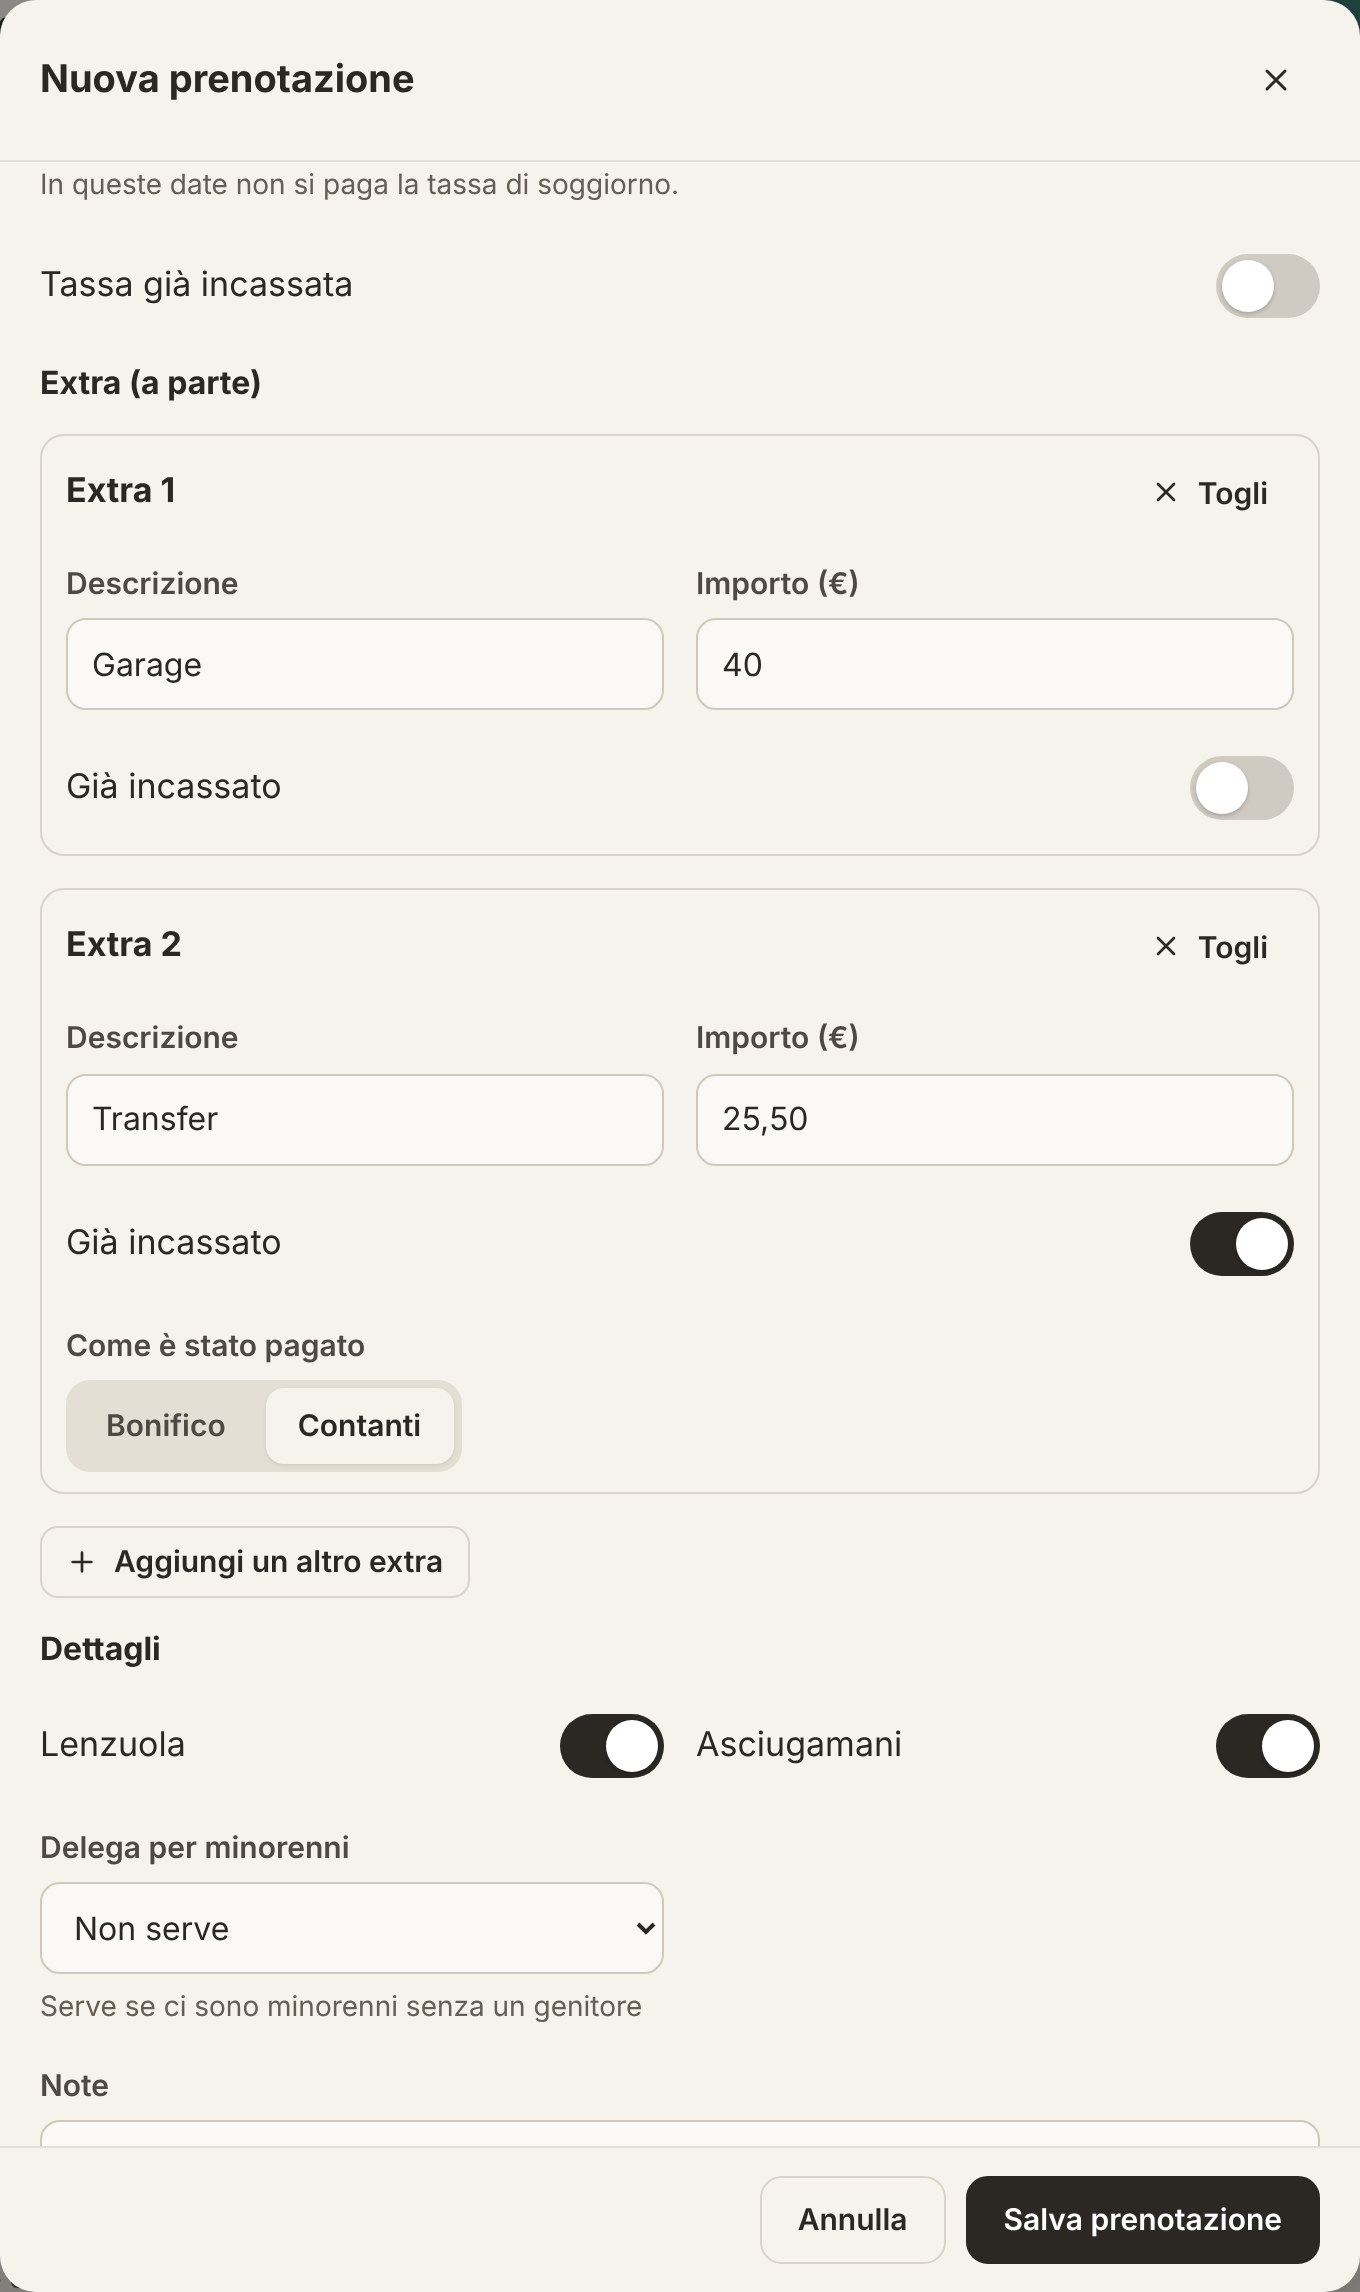 Nuova prenotazione
In queste date non si paga la tassa di soggiorno.
Tassa già incassata
Extra (a parte)
Extra 1
Togli
Descrizione
Importo (€)
Garage
40
Già incassato
Extra 2
Togli
Descrizione
Importo (€)
Transfer
25,50
Già incassato
Come è stato pagato
Bonifico
Contanti
Aggiungi un altro extra
Dettagli
Lenzuola
Asciugamani
Delega per minorenni
Non serve
Serve se ci sono minorenni senza un genitore
Note
Annulla
Salva prenotazione